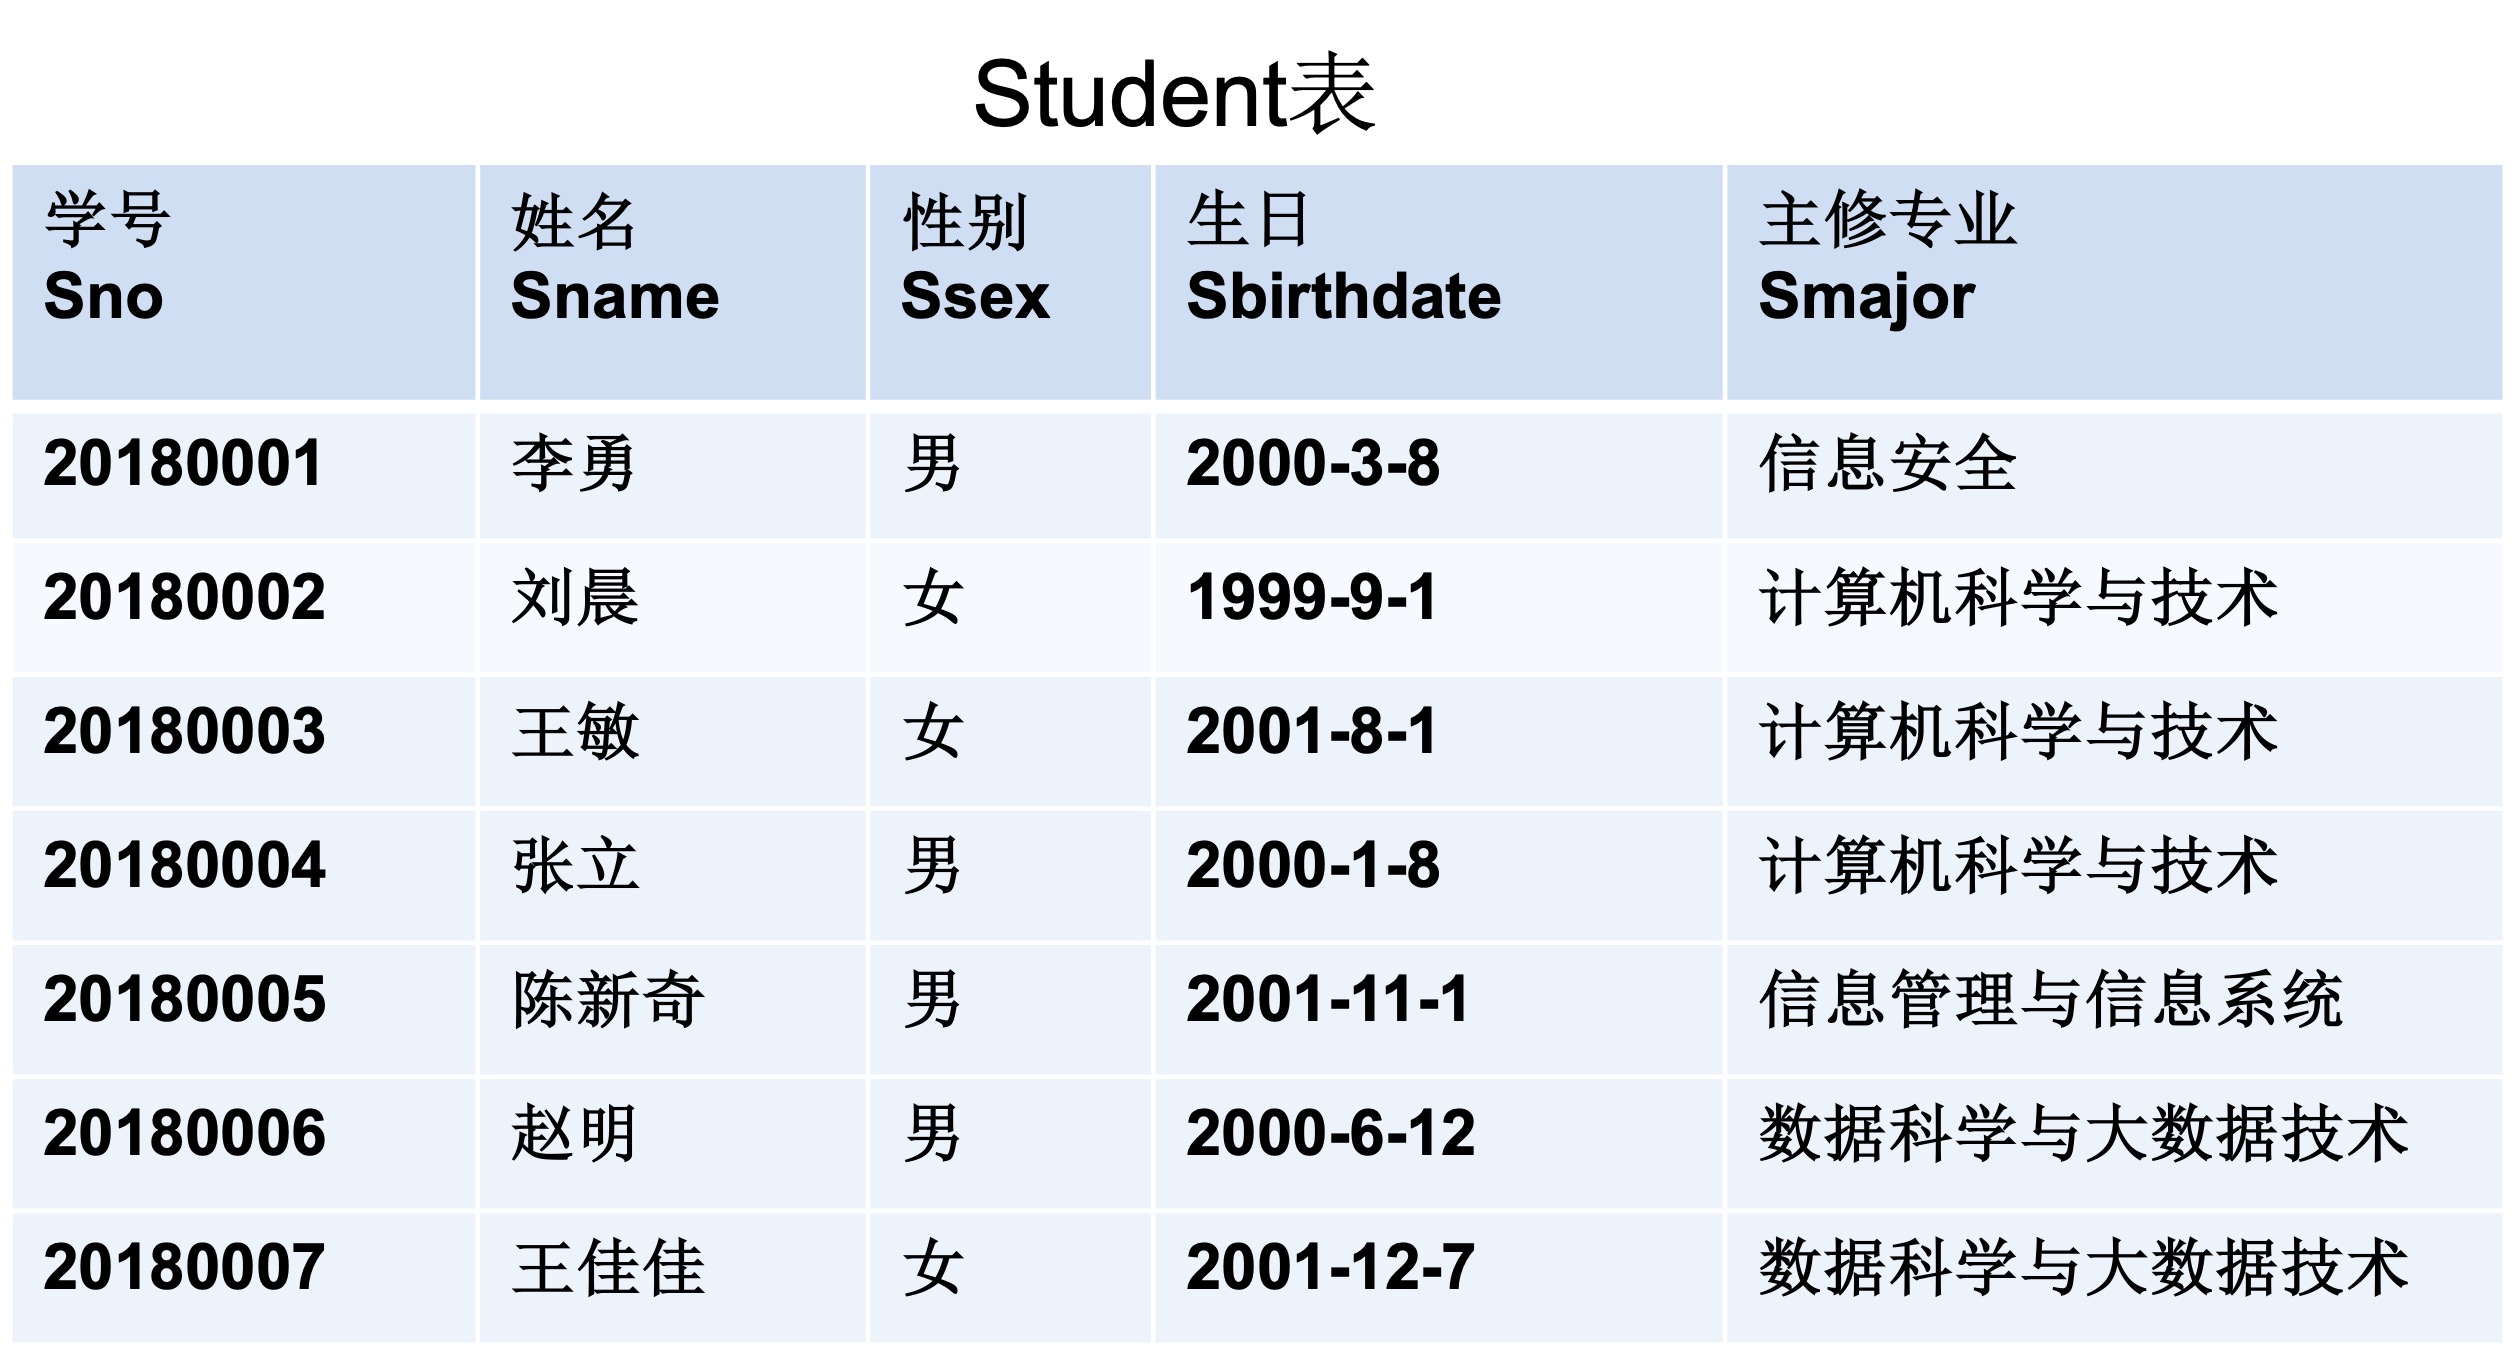 Student表
学号 姓名 性别 生日 主修专业
Sno Sname Ssex Sbirthdate Smajor
20180001 李勇 男 2000-3-8 信息安全
20180002 刘晨 女 1999-9-1 计算机科学与技术
20180003 王敏 女 2001-8-1 计算机科学与技术
20180004 张立 男 2000-1-8 计算机科学与技术
20180005 陈新奇 男 2001-11-1 信息管理与信息系统
20180006 赵明 男 2000-6-12 数据科学与大数据技术
20180007 王佳佳 女 2001-12-7 数据科学与大数据技术